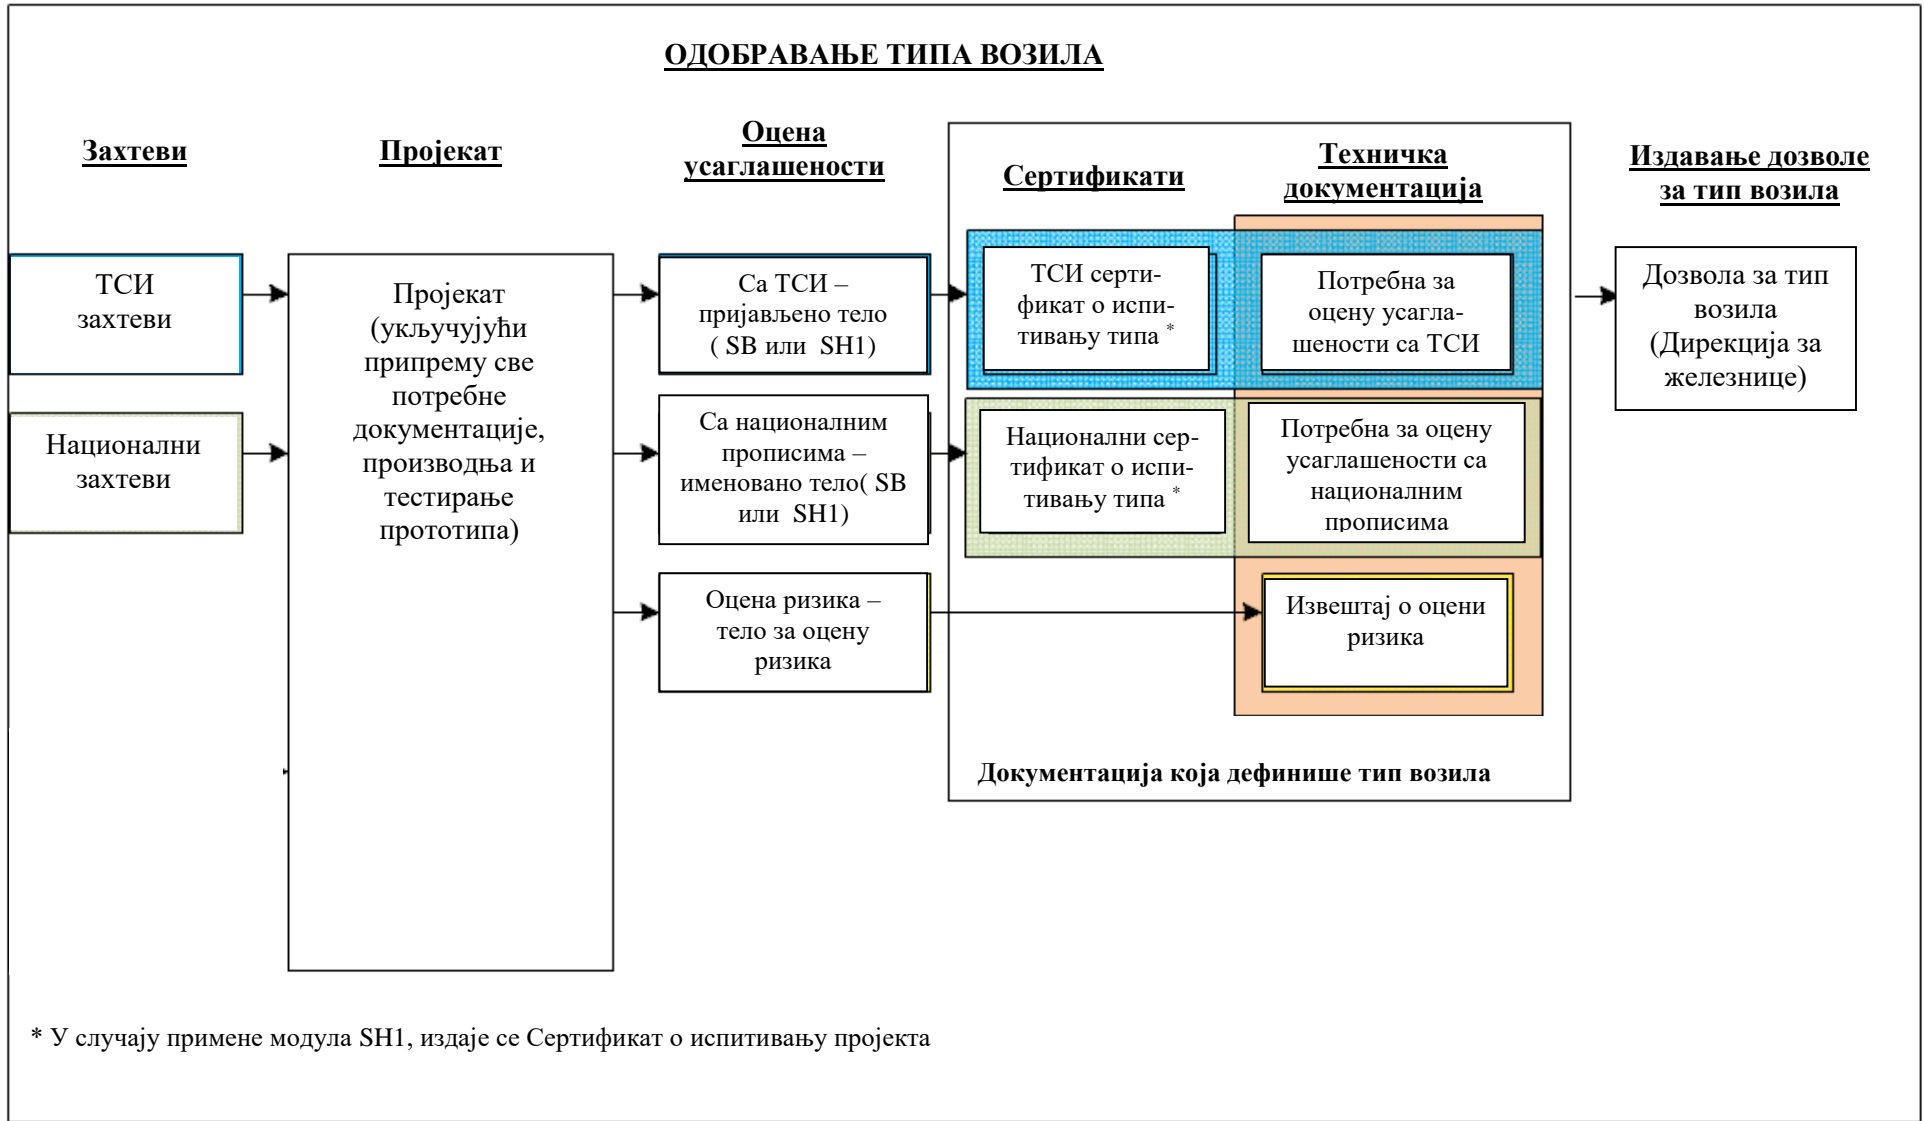 ОДОБРАВАЊЕ ТИПА ВОЗИЛА
Захтеви
Пројекат
Оцена
усаглашености
Сертификати
Техничка
документација
Издавање дозволе
за тип возила
ТСИ
захтеви
Национални
захтеви
Пројекат
(укључујући
припрему све
потребне
документације,
производња и
тестирање
прототипа)
Са ТСИ –
пријављено тело
( SB или SH1)
Са националним
прописима –
именовано тело( SB
или SH1)
Оцена ризика –
тело за оцену
ризика
ТСИ серти-
фикат о испи-
тивању типа *
Национални сер-
тификат о испи-
тивању типа *
Потребна за
оцену усагла-
шености са ТСИ
Потребна за оцену
усаглашености са
националним
прописима
Извештај о оцени
ризика
Документација која дефинише тип возила
Дозвола за тип
возила
(Дирекција за
железнице)
* У случају примене модула SH1, издаје се Сертификат о испитивању пројекта